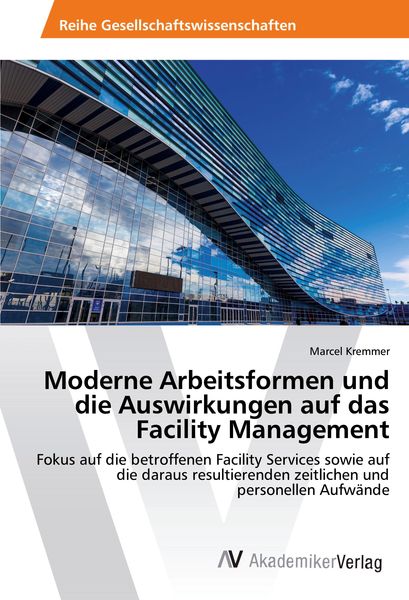 Reihe Gesellschaftswissenschaften
Marcel Kremmer
Moderne Arbeitsformen und
die Auswirkungen auf das
Facility Management
Fokus auf die betroffenen Facility Services sowie auf
die daraus resultierenden zeitlichen und
personellen Aufwände
AV AkademikerVerlag